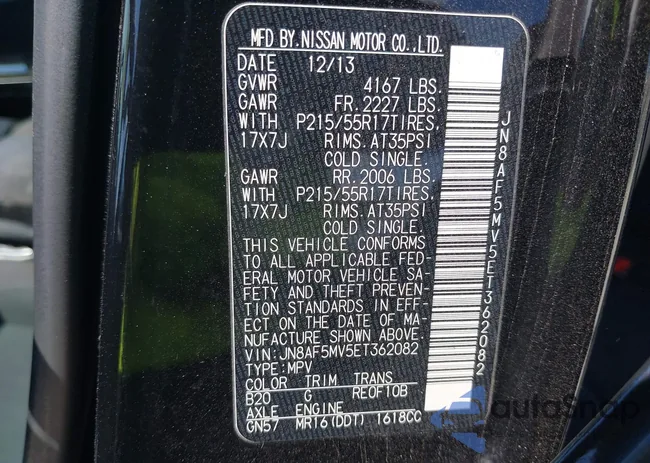 MFD BY.NISSAN MOTOR CO.,LTD.
DATE 12/13
GVWR 4167 LBS.
GAWR FR. 2227 LBS.
WITH P215/55R17TIRES,
17X7J RIMS. AT35PSI
COLD SINGLE.
GAWR RR. 2006 LBS.
WITH P215/55R17TIRES,
17X7J RIMS. AT35PSI
COLD SINGLE.
THIS VEHICLE CONFORMS
TO ALL APPLICABLE FED-
ERAL MOTOR VEHICLE SA-
FETY AND THEFT PREVEN-
TION STANDARDS IN EFF-
ECT ON THE DATE OF MA-
NUFACTURE SHOWN ABOVE.
VIN: JN8AF5MV5ET362082
TYPE: MPV
COLOR TRIM TRANS
B20 G RE0F10B
AXLE ENGINE
GN57 MR16(DDT) 1618CC
JN8AF5MV5ET362082
autoSnap